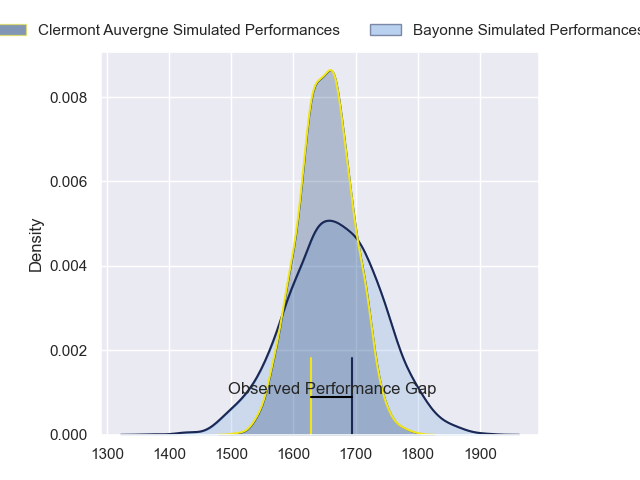 Clermont Auvergne Simulated Performances
Bayonne Simulated Performances
Density
0.008
0.006
0.004
0.002
0.000
Observed Performance Gap
1300 1400 1500 1600 1700 1800 1900